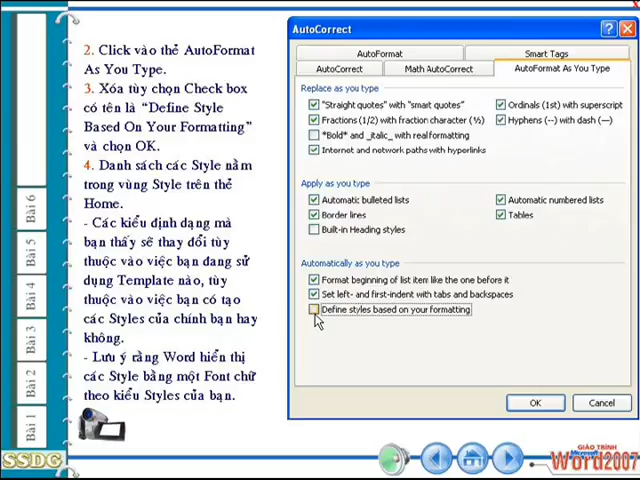 2. Click vào thẻ AutoFormat
As You Type.
3. Xóa tùy chọn Check box
có tên là “Define Style
Based On Your Formatting”
và chọn OK.
4. Danh sách các Style nằm
trong vùng Style trên thẻ
Home.
- Các kiểu định dạng mà
bạn thấy sẽ thay đổi tùy
thuộc vào việc bạn đang sử
dụng Template nào, tùy
thuộc vào việc bạn có tạo
các Styles của chính bạn hay
không.
- Lưu ý rằng Word hiển thị
các Style bằng một Font chữ
theo kiểu Styles của bạn.
Bài 6
Bài 5
Bài 4
Bài 3
Bài 2
Bài 1
SSDG
AutoCorrect
AutoFormat
Smart Tags
AutoCorrect
Math AutoCorrect
AutoFormat As You Type
Replace as you type
"Straight quotes" with “smart quotes”
Ordinals (1st) with superscript
Fractions (1/2) with fraction character (½)
Hyphens (--) with dash (—)
*Bold* and _italic_ with real formatting
Internet and network paths with hyperlinks
Apply as you type
Automatic bulleted lists
Automatic numbered lists
Border lines
Tables
Built-in Heading styles
Automatically as you type
Format beginning of list item like the one before it
Set left- and first-indent with tabs and backspaces
Define styles based on your formatting
OK
Cancel
GIÁO TRÌNH
Microsoft
Word2007